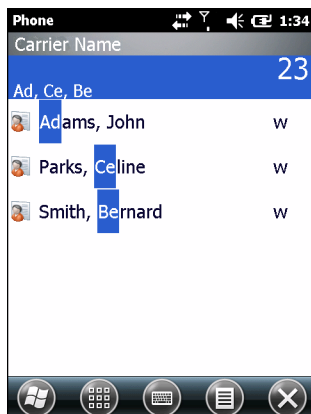 Phone 1:34
Carrier Name
23
Ad, Ce, Be
Adams, John w
Parks, Celine w
Smith, Bernard w